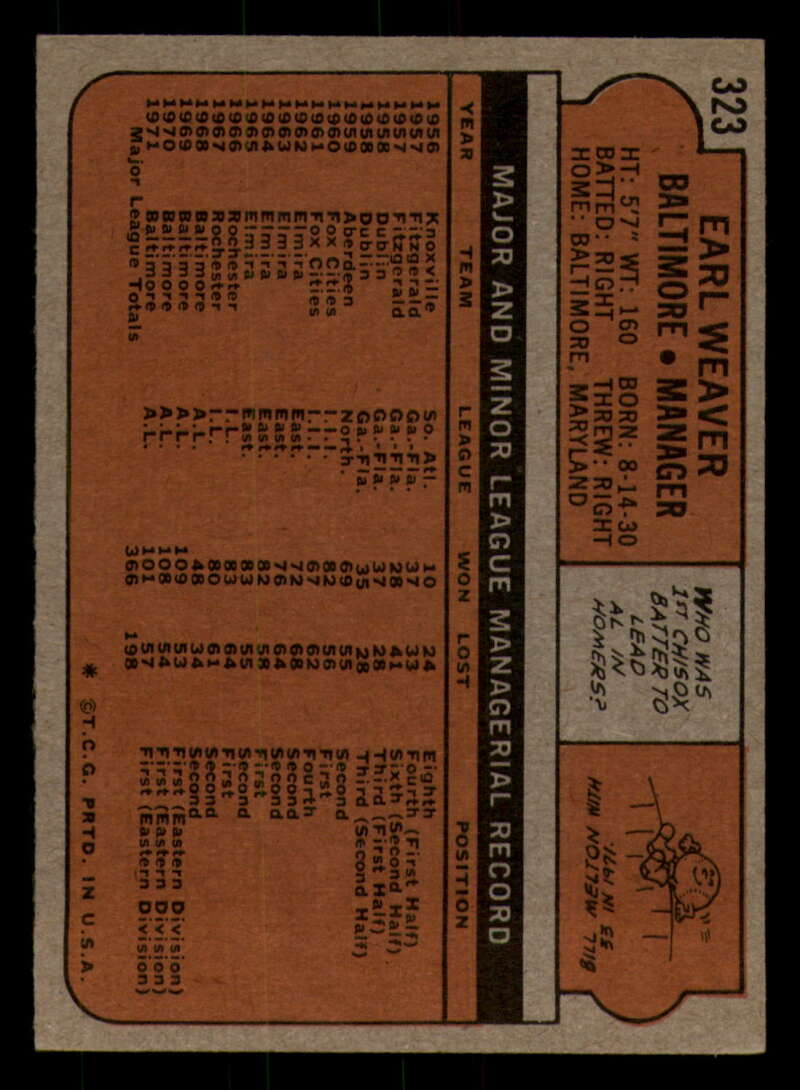 323
EARL WEAVER
BALTIMORE • MANAGER
HT: 5'7" WT: 160 BORN: 8-14-30
BATTED: RIGHT THREW: RIGHT
HOME: BALTIMORE, MARYLAND
WHO WAS
1ST CHISOX
BATTER TO
LEAD
AL IN
HOMERS?
BILL MELTON WITH
33 IN 1971.
MAJOR AND MINOR LEAGUE MANAGERIAL RECORD
YEAR TEAM LEAGUE WON LOST POSITION
1956 Knoxville So. Atl. 10 24 Eighth
1957 Fitzgerald Ga.-Fla. 37 33 Fourth (First Half)
1957 Fitzgerald Ga.-Fla. 28 41 Sixth (Second Half)
1958 Dublin Ga.-Fla. 37 28 Third (First Half)
1958 Dublin Ga.-Fla. 35 28 Third (Second Half)
1959 Aberdeen North. 69 55 Second
1960 Fox Cities I.I.I. 82 56 First
1961 Fox Cities I.I.I. 67 62 Fourth
1962 Elmira East. 72 68 Second
1963 Elmira East. 76 64 Second
1964 Elmira East. 82 58 First
1965 Elmira East. 83 55 Second
1966 Rochester I.L. 83 64 First
1967 Rochester I.L. 80 61 Second
1968 Baltimore A.L. 48 34 Second
1969 Baltimore A.L. 109 53 First (Eastern Division)
1970 Baltimore A.L. 108 54 First (Eastern Division)
1971 Baltimore A.L. 101 57 First (Eastern Division)
Major League Totals 366 198
* ©T.C.G. PRTD. IN U.S.A.